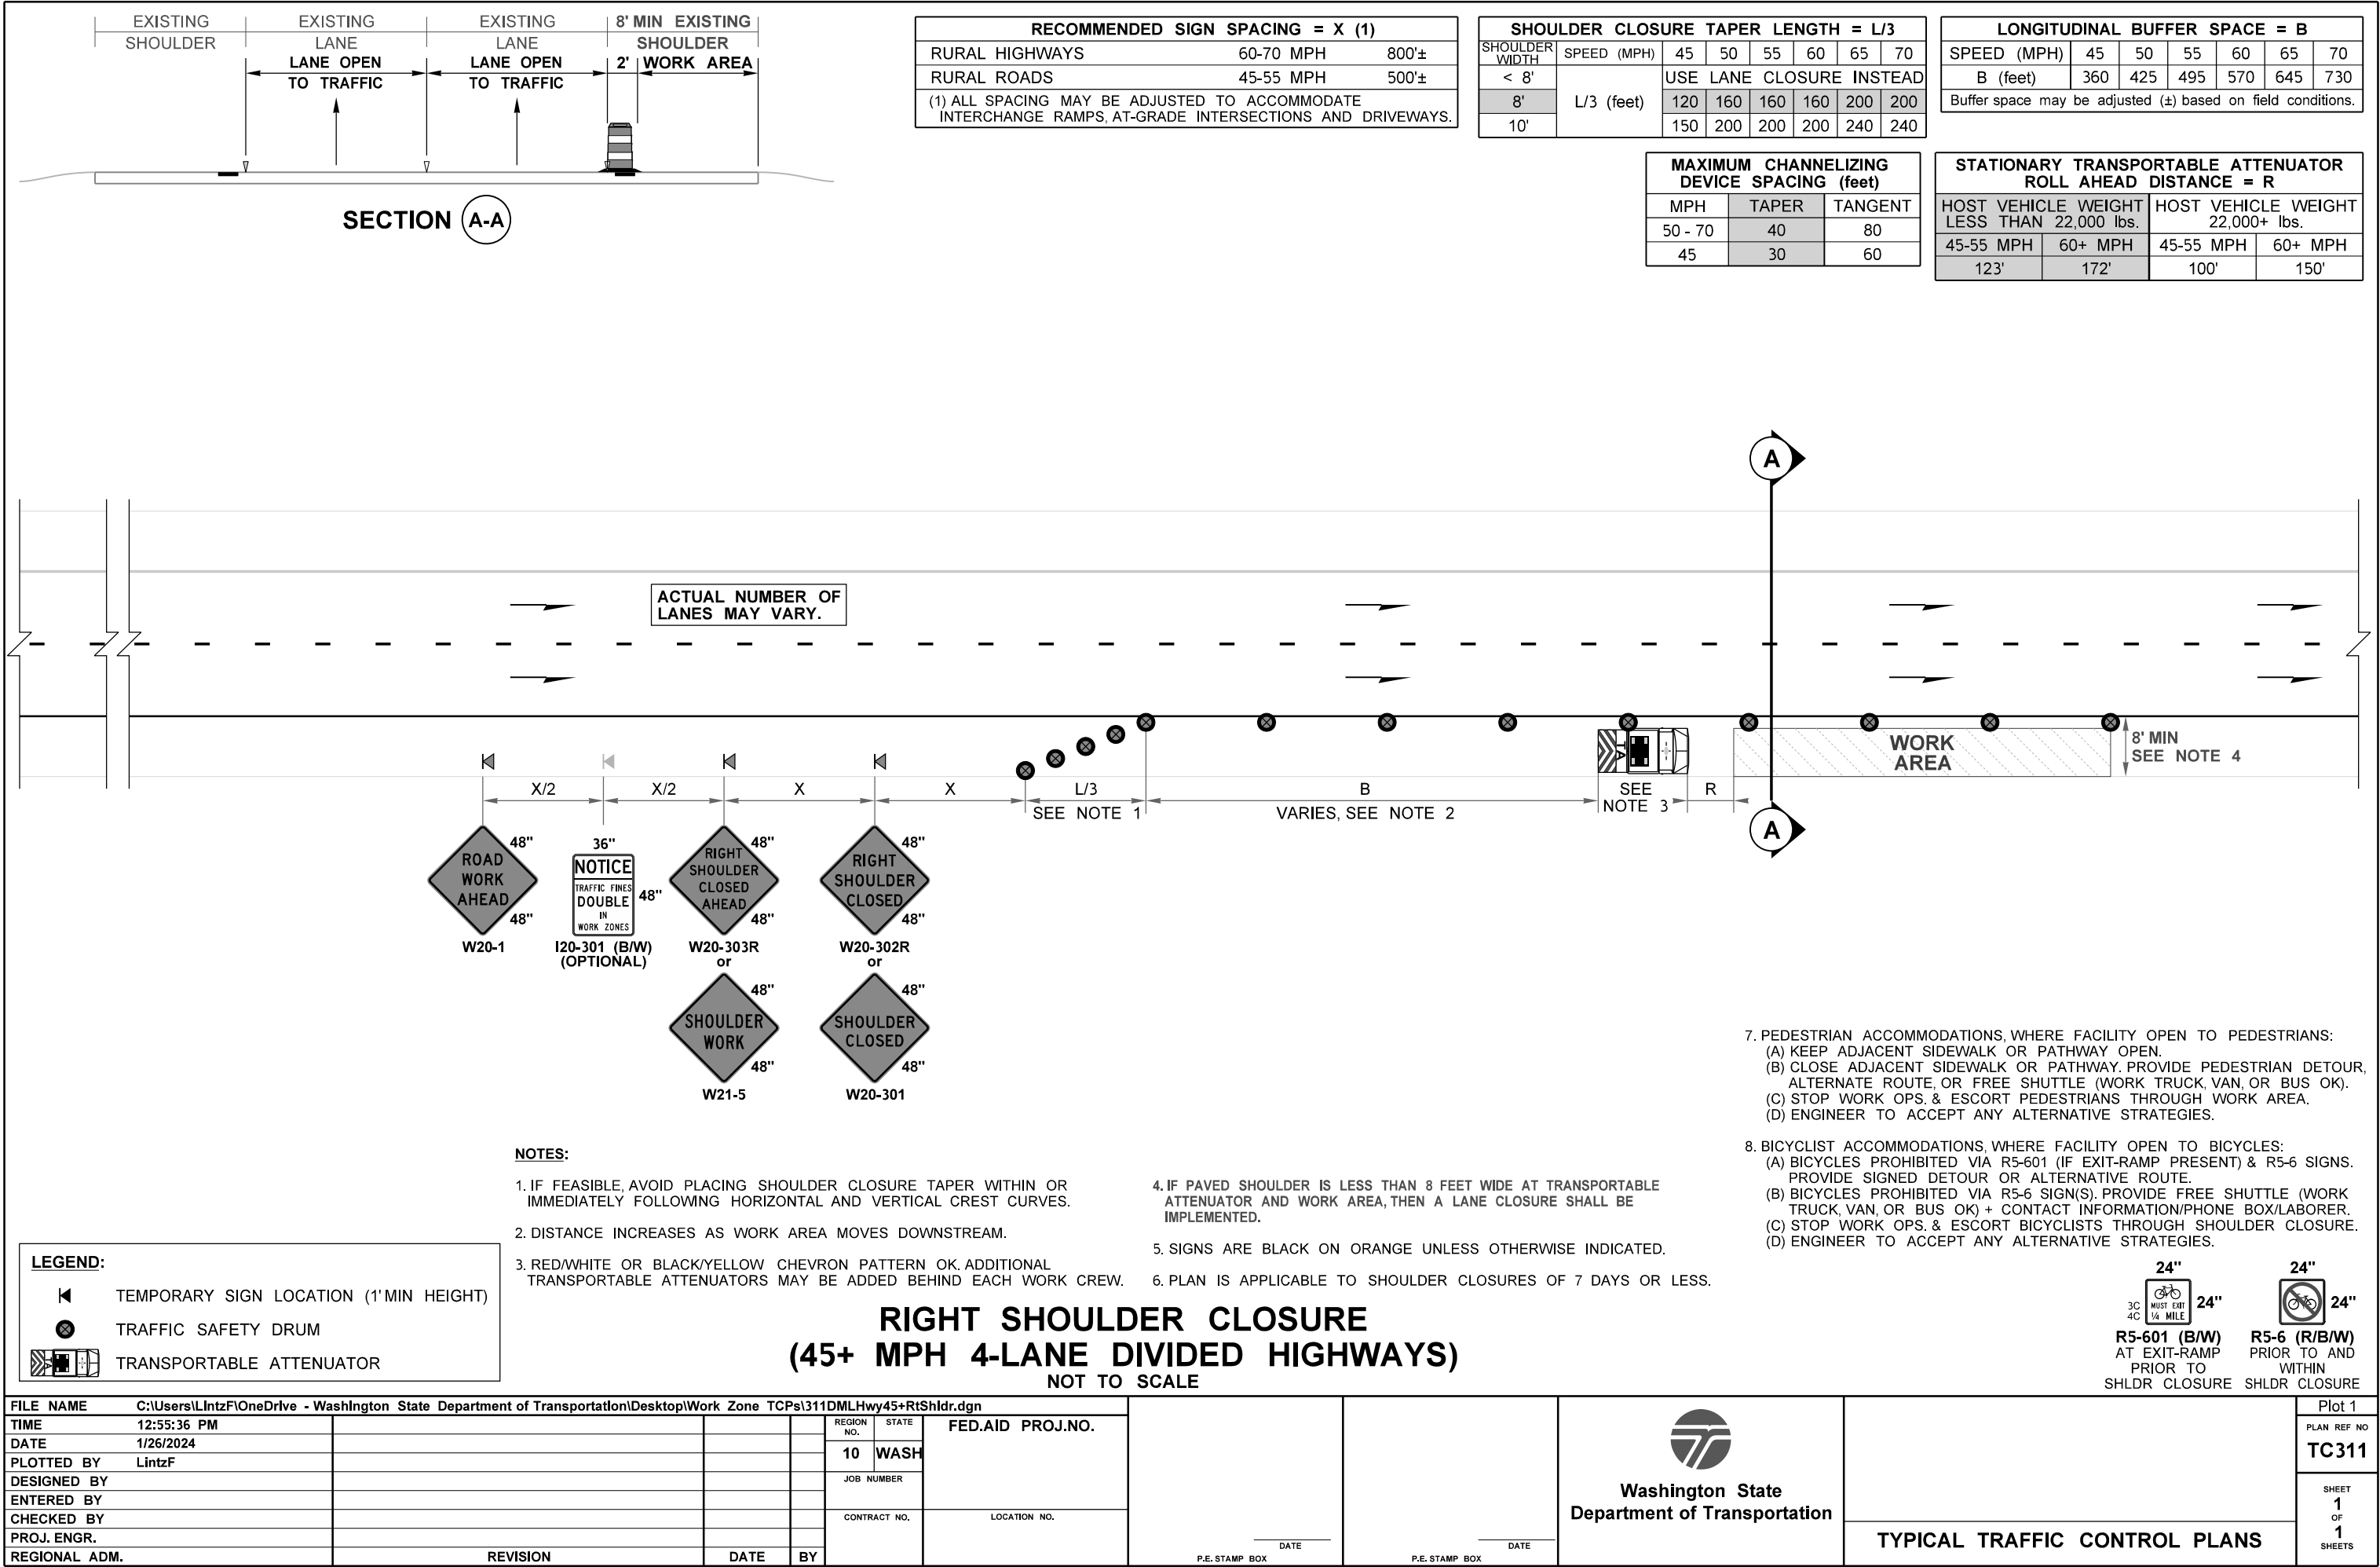 EXISTING SHOULDER
EXISTING LANE
EXISTING LANE
8' MIN EXISTING SHOULDER
LANE OPEN TO TRAFFIC
LANE OPEN TO TRAFFIC
2' WORK AREA
SECTION A-A
RECOMMENDED SIGN SPACING = X (1)
RURAL HIGHWAYS 60-70 MPH 800'±
RURAL ROADS 45-55 MPH 500'±
(1) ALL SPACING MAY BE ADJUSTED TO ACCOMMODATE
INTERCHANGE RAMPS, AT-GRADE INTERSECTIONS AND DRIVEWAYS.
SHOULDER CLOSURE TAPER LENGTH = L/3
SHOULDER WIDTH SPEED (MPH) 45 50 55 60 65 70
< 8' USE LANE CLOSURE INSTEAD
8' L/3 (feet) 120 160 160 160 200 200
10' 150 200 200 200 240 240
LONGITUDINAL BUFFER SPACE = B
SPEED (MPH) 45 50 55 60 65 70
B (feet) 360 425 495 570 645 730
Buffer space may be adjusted (±) based on field conditions.
MAXIMUM CHANNELIZING
DEVICE SPACING (feet)
MPH TAPER TANGENT
50 - 70 40 80
45 30 60
STATIONARY TRANSPORTABLE ATTENUATOR
ROLL AHEAD DISTANCE = R
HOST VEHICLE WEIGHT LESS THAN 22,000 lbs.
HOST VEHICLE WEIGHT 22,000+ lbs.
45-55 MPH 60+ MPH 45-55 MPH 60+ MPH
123' 172' 100' 150'
A
ACTUAL NUMBER OF
LANES MAY VARY.
WORK
AREA
8' MIN
SEE NOTE 4
X/2 X/2 X X L/3 B SEE NOTE 3 R
SEE NOTE 1 VARIES, SEE NOTE 2
A
ROAD WORK AHEAD
48"
48"
W20-1
36"
NOTICE
TRAFFIC FINES
DOUBLE
IN
WORK ZONES
48"
I20-301 (B/W)
(OPTIONAL)
RIGHT SHOULDER CLOSED AHEAD
48"
48"
W20-303R
or
SHOULDER WORK
48"
48"
W21-5
RIGHT SHOULDER CLOSED
48"
48"
W20-302R
or
SHOULDER CLOSED
48"
48"
W20-301
NOTES:
1. IF FEASIBLE, AVOID PLACING SHOULDER CLOSURE TAPER WITHIN OR
IMMEDIATELY FOLLOWING HORIZONTAL AND VERTICAL CREST CURVES.
2. DISTANCE INCREASES AS WORK AREA MOVES DOWNSTREAM.
3. RED/WHITE OR BLACK/YELLOW CHEVRON PATTERN OK. ADDITIONAL
TRANSPORTABLE ATTENUATORS MAY BE ADDED BEHIND EACH WORK CREW.
4. IF PAVED SHOULDER IS LESS THAN 8 FEET WIDE AT TRANSPORTABLE
ATTENUATOR AND WORK AREA, THEN A LANE CLOSURE SHALL BE
IMPLEMENTED.
5. SIGNS ARE BLACK ON ORANGE UNLESS OTHERWISE INDICATED.
6. PLAN IS APPLICABLE TO SHOULDER CLOSURES OF 7 DAYS OR LESS.
7. PEDESTRIAN ACCOMMODATIONS, WHERE FACILITY OPEN TO PEDESTRIANS:
(A) KEEP ADJACENT SIDEWALK OR PATHWAY OPEN.
(B) CLOSE ADJACENT SIDEWALK OR PATHWAY. PROVIDE PEDESTRIAN DETOUR,
ALTERNATE ROUTE, OR FREE SHUTTLE (WORK TRUCK, VAN, OR BUS OK).
(C) STOP WORK OPS. & ESCORT PEDESTRIANS THROUGH WORK AREA.
(D) ENGINEER TO ACCEPT ANY ALTERNATIVE STRATEGIES.
8. BICYCLIST ACCOMMODATIONS, WHERE FACILITY OPEN TO BICYCLES:
(A) BICYCLES PROHIBITED VIA R5-601 (IF EXIT-RAMP PRESENT) & R5-6 SIGNS.
PROVIDE SIGNED DETOUR OR ALTERNATIVE ROUTE.
(B) BICYCLES PROHIBITED VIA R5-6 SIGN(S). PROVIDE FREE SHUTTLE (WORK
TRUCK, VAN, OR BUS OK) + CONTACT INFORMATION/PHONE BOX/LABORER.
(C) STOP WORK OPS. & ESCORT BICYCLISTS THROUGH SHOULDER CLOSURE.
(D) ENGINEER TO ACCEPT ANY ALTERNATIVE STRATEGIES.
24"
3C
4C
MUST EXIT
1/4 MILE
24"
R5-601 (B/W)
AT EXIT-RAMP
PRIOR TO
SHLDR CLOSURE
24"
24"
R5-6 (R/B/W)
PRIOR TO AND
WITHIN
SHLDR CLOSURE
LEGEND:
TEMPORARY SIGN LOCATION (1' MIN HEIGHT)
TRAFFIC SAFETY DRUM
TRANSPORTABLE ATTENUATOR
RIGHT SHOULDER CLOSURE
(45+ MPH 4-LANE DIVIDED HIGHWAYS)
NOT TO SCALE
FILE NAME C:\Users\LintzF\OneDrive - Washington State Department of Transportation\Desktop\Work Zone TCPs\311DMLHwy45+RtShldr.dgn
TIME 12:55:36 PM
DATE 1/26/2024
PLOTTED BY LintzF
DESIGNED BY
ENTERED BY
CHECKED BY
PROJ. ENGR.
REGIONAL ADM.
REVISION DATE BY
REGION NO. STATE
10 WASH
JOB NUMBER
CONTRACT NO.
FED.AID PROJ.NO.
LOCATION NO.
DATE
P.E. STAMP BOX
DATE
P.E. STAMP BOX
Washington State
Department of Transportation
TYPICAL TRAFFIC CONTROL PLANS
Plot 1
PLAN REF NO
TC311
SHEET
1
OF
1
SHEETS